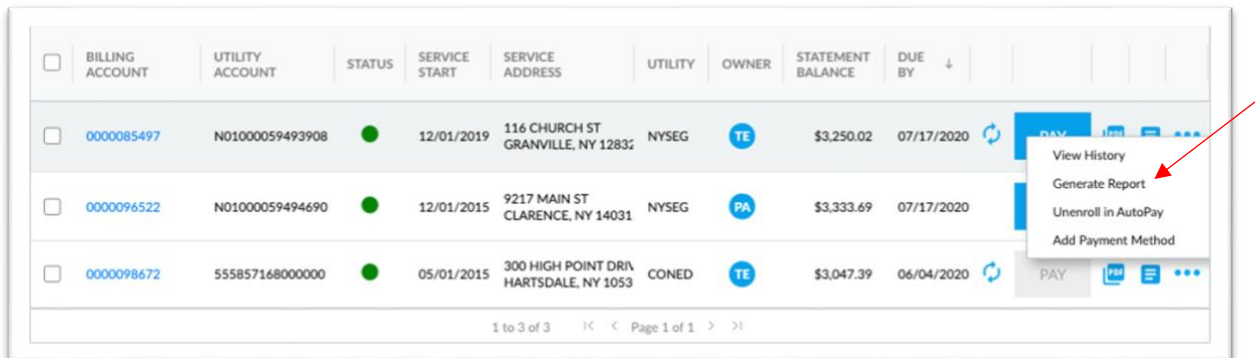 BILLING ACCOUNT UTILITY ACCOUNT STATUS SERVICE START SERVICE ADDRESS UTILITY OWNER STATEMENT BALANCE DUE BY ↓
0000085497 N01000059493908 12/01/2019 116 CHURCH ST GRANVILLE, NY 12832 NYSEG TE $3,250.02 07/17/2020 PAY PDF
View History
Generate Report
Unenroll in AutoPay
Add Payment Method
0000096522 N01000059494690 12/01/2015 9217 MAIN ST CLARENCE, NY 14031 NYSEG PA $3,333.69 07/17/2020
0000098672 555857168000000 05/01/2015 300 HIGH POINT HARTSDALE, NY 1053 CONED TE $3,047.39 06/04/2020 PAY PDF
1 to 3 of 3 Page 1 of 1